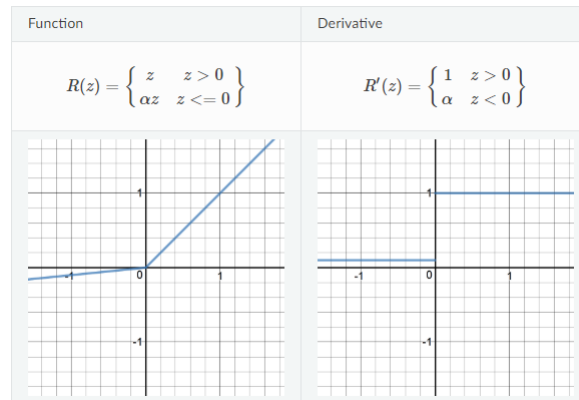 Function
Derivative
R(z) = { z z > 0
αz z <= 0 }
R′(z) = { 1 z > 0
α z < 0 }
1
-1
0
1
-1
1
-1
0
1
-1